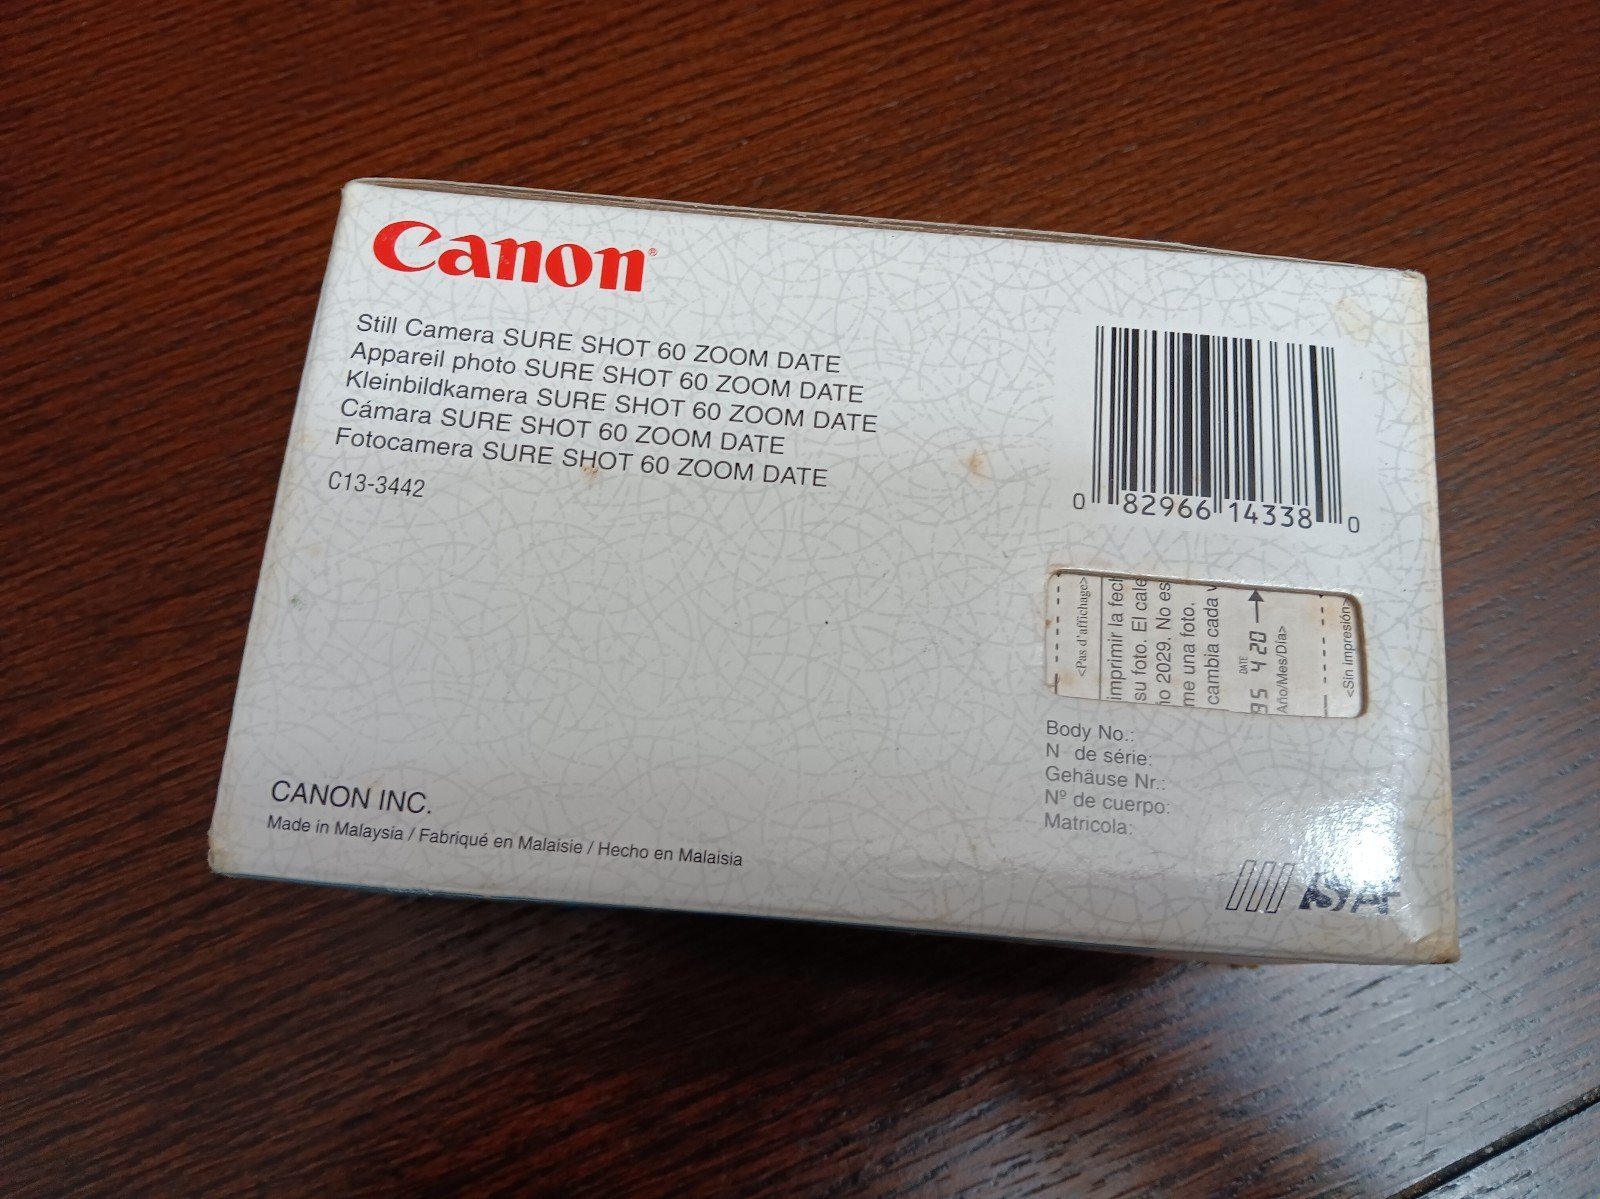 Canon®
Still Camera SURE SHOT 60 ZOOM DATE
Appareil photo SURE SHOT 60 ZOOM DATE
Kleinbildkamera SURE SHOT 60 ZOOM DATE
Cámara SURE SHOT 60 ZOOM DATE
Fotocamera SURE SHOT 60 ZOOM DATE
C13-3442
0 82966 14338 0
<Pas d'affichage>
imprimir la fech
su foto. El cale
ño 2029. No es
me una foto.
cambia cada v
DATE
95 4 20
Año/Mes/Día>
<Sin impresión>
Body No.:
N de série:
Gehäuse Nr.:
Nº de cuerpo:
Matricola:
CANON INC.
Made in Malaysia / Fabriqué en Malaisie / Hecho en Malaisia